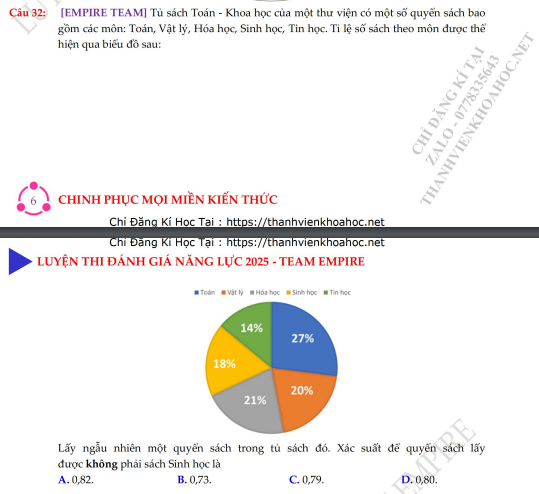 Câu 32: [EMPIRE TEAM] Tủ sách Toán - Khoa học của một thư viện có một số quyển sách bao
gồm các môn: Toán, Vật lý, Hóa học, Sinh học, Tin học. Tỉ lệ số sách theo môn được thể
hiện qua biểu đồ sau:
CHỈ ĐĂNG KÍ TẠI
ZALO - 0778335643
THANHVIENKHOAHOC.NET
6 CHINH PHỤC MỌI MIỀN KIẾN THỨC
Chỉ Đăng Kí Học Tại : https://thanhvienkhoahoc.net
Chỉ Đăng Kí Học Tại : https://thanhvienkhoahoc.net
LUYỆN THI ĐÁNH GIÁ NĂNG LỰC 2025 - TEAM EMPIRE
Toán Vật lý Hóa học Sinh học Tin học
14%
27%
18%
20%
21%
Lấy ngẫu nhiên một quyển sách trong tủ sách đó. Xác suất để quyển sách lấy
được không phải sách Sinh học là
A. 0,82. B. 0,73. C. 0,79. D. 0,80.